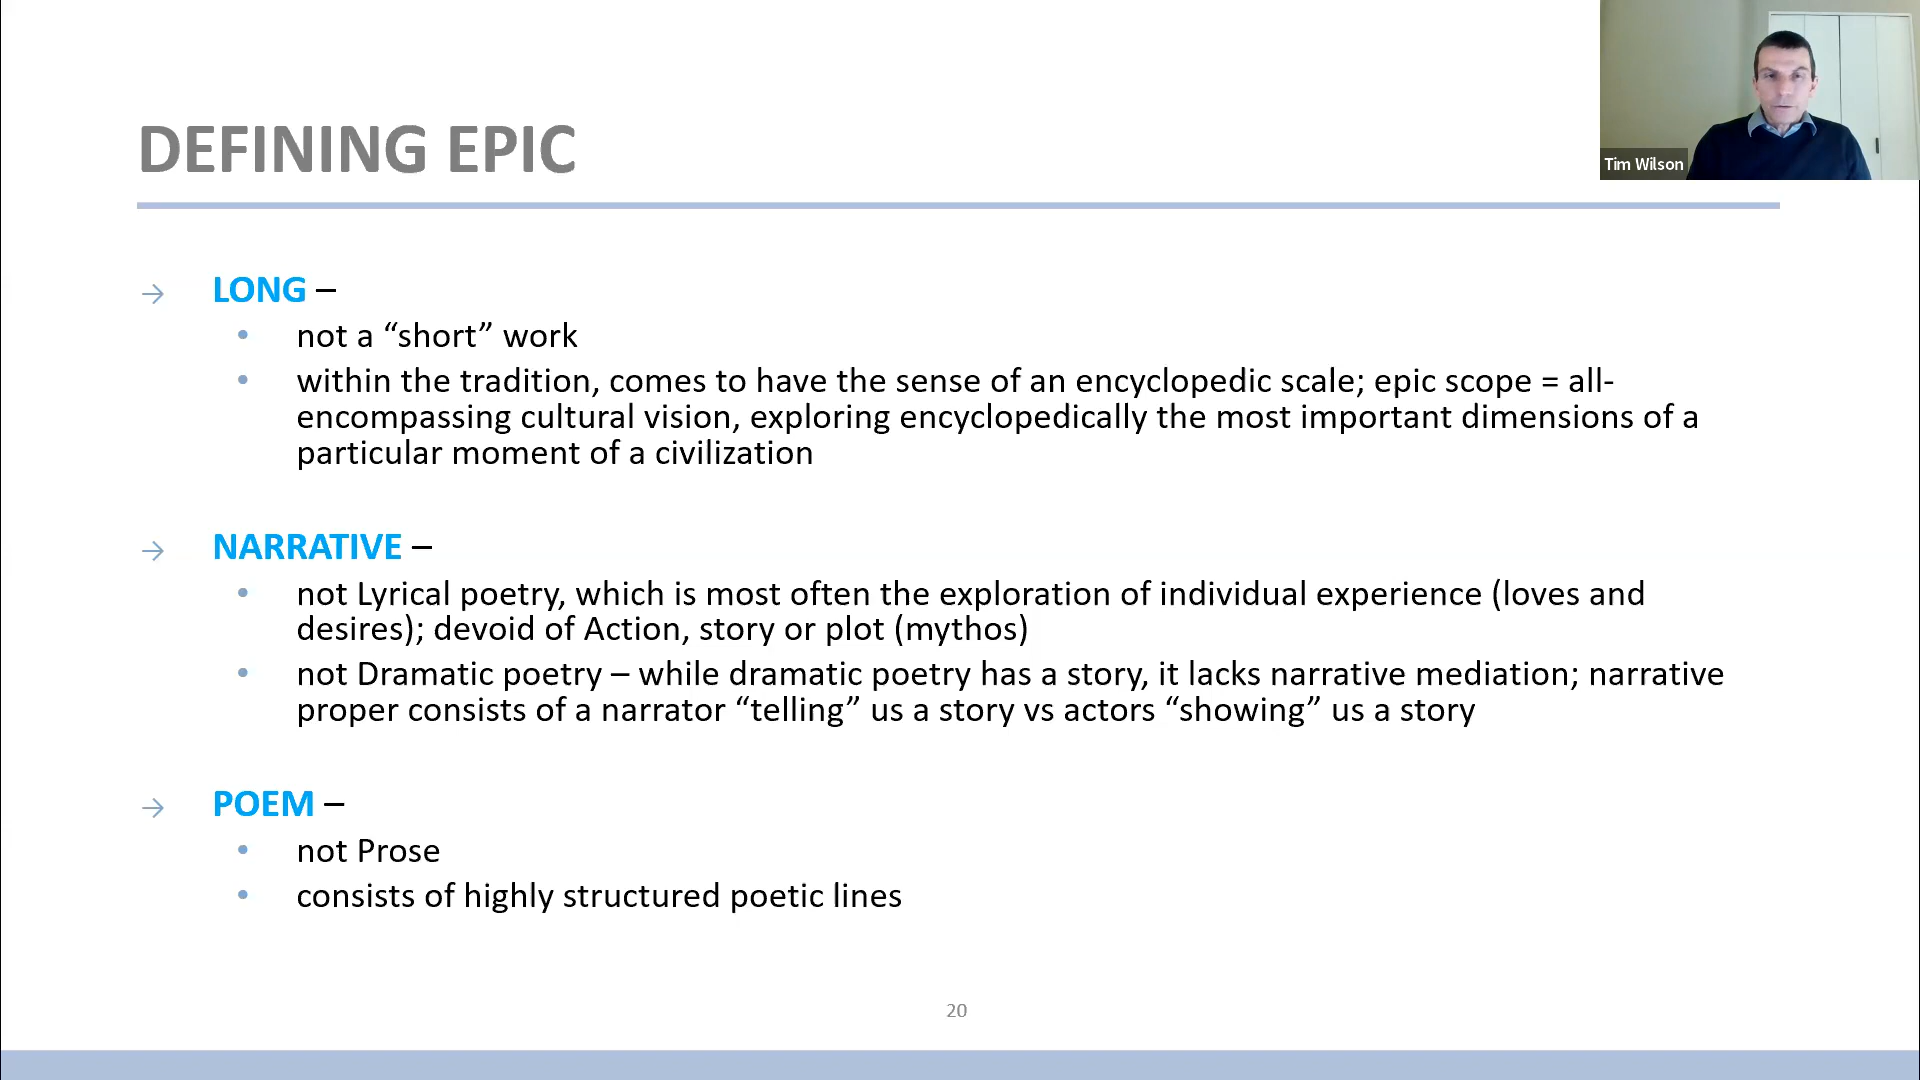 DEFINING EPIC
Tim Wilson
→ LONG –
• not a “short” work
• within the tradition, comes to have the sense of an encyclopedic scale; epic scope = all-
encompassing cultural vision, exploring encyclopedically the most important dimensions of a
particular moment of a civilization
→ NARRATIVE –
• not Lyrical poetry, which is most often the exploration of individual experience (loves and
desires); devoid of Action, story or plot (mythos)
• not Dramatic poetry – while dramatic poetry has a story, it lacks narrative mediation; narrative
proper consists of a narrator “telling” us a story vs actors “showing” us a story
→ POEM –
• not Prose
• consists of highly structured poetic lines
20